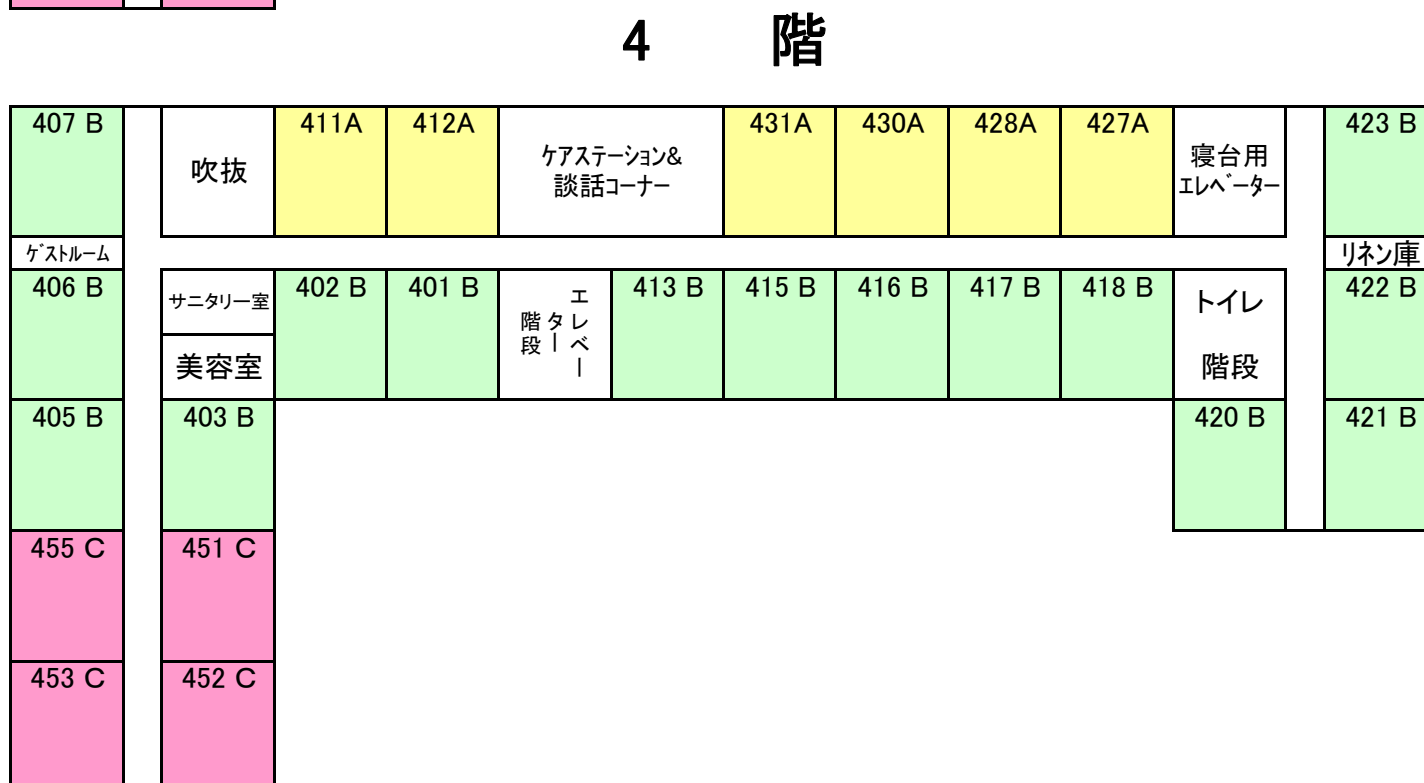 4 階
407 B
吹抜
411A
412A
ケアステーション&
談話コーナー
431A
430A
428A
427A
寝台用
エレベーター
423 B
ゲストルーム
リネン庫
406 B
サニタリー室
美容室
402 B
401 B
エレベーター
階段
413 B
415 B
416 B
417 B
418 B
トイレ
階段
422 B
405 B
403 B
420 B
421 B
455 C
451 C
453 C
452 C